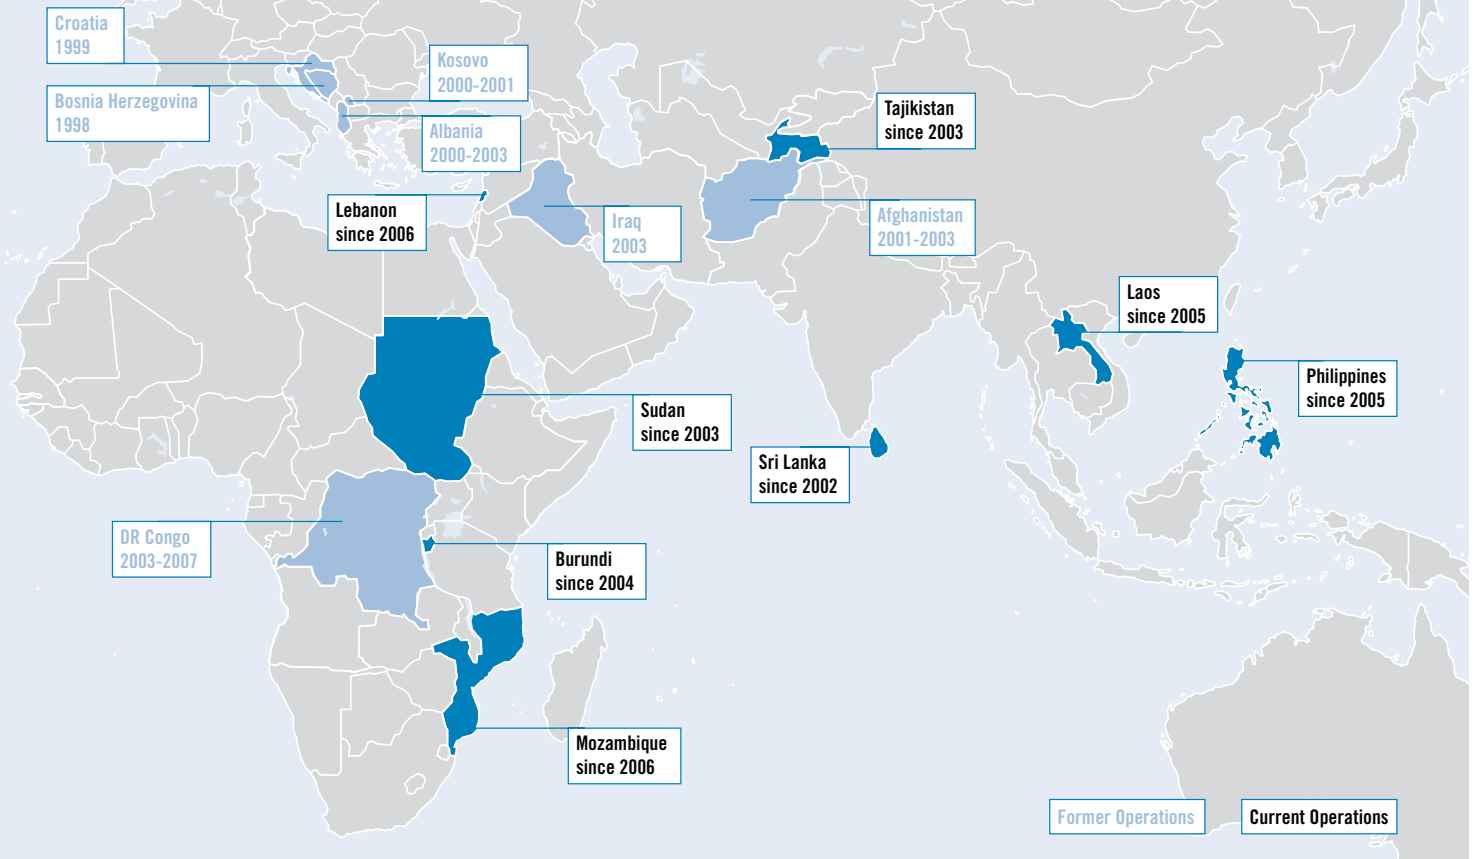 Croatia
1999
Bosnia Herzegovina
1998
Kosovo
2000-2001
Albania
2000-2003
Tajikistan
since 2003
Lebanon
since 2006
Iraq
2003
Afghanistan
2001-2003
Laos
since 2005
Philippines
since 2005
Sudan
since 2003
Sri Lanka
since 2002
DR Congo
2003-2007
Burundi
since 2004
Mozambique
since 2006
Former Operations
Current Operations